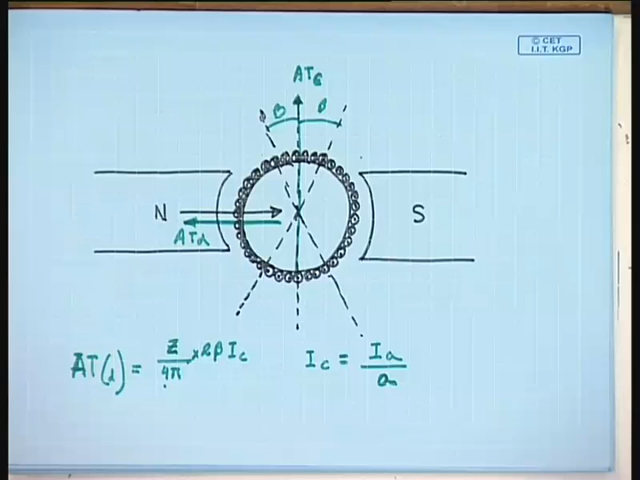 © CET
I.I.T. KGP
ATc
β β
N S
ATd
AT(d) = Z/4π × 2β Ic Ic = Ia/a